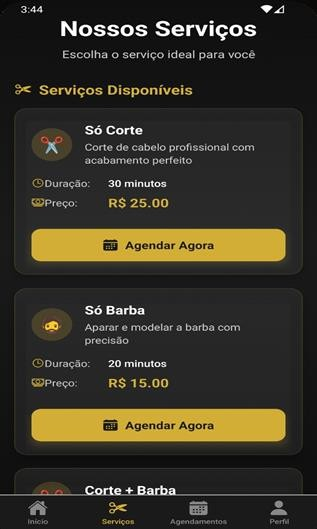 3:44
Nossos Serviços
Escolha o serviço ideal para você
Serviços Disponíveis
Só Corte
Corte de cabelo profissional com
acabamento perfeito
Duração: 30 minutos
Preço: R$ 25.00
Agendar Agora
Só Barba
Aparar e modelar a barba com
precisão
Duração: 20 minutos
Preço: R$ 15.00
Agendar Agora
Corte + Barba
Início Serviços Agendamentos Perfil